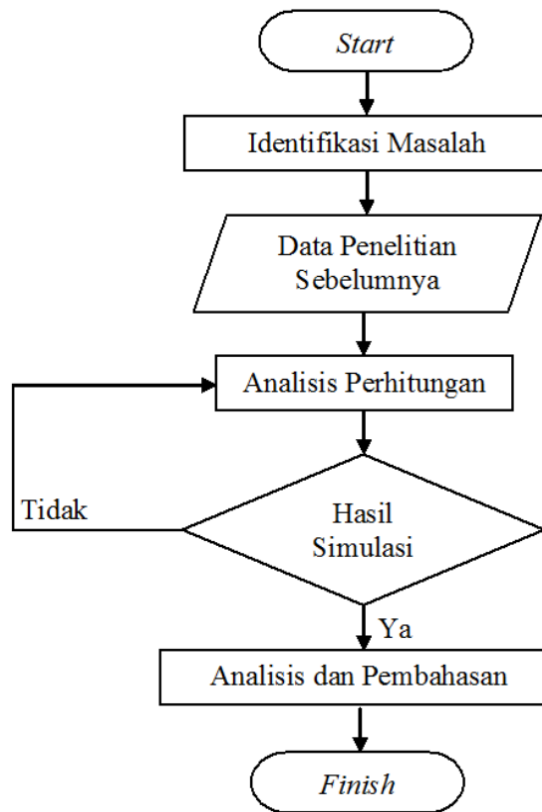 Start
Identifikasi Masalah
Data Penelitian
Sebelumnya
Analisis Perhitungan
Tidak
Hasil
Simulasi
Ya
Analisis dan Pembahasan
Finish